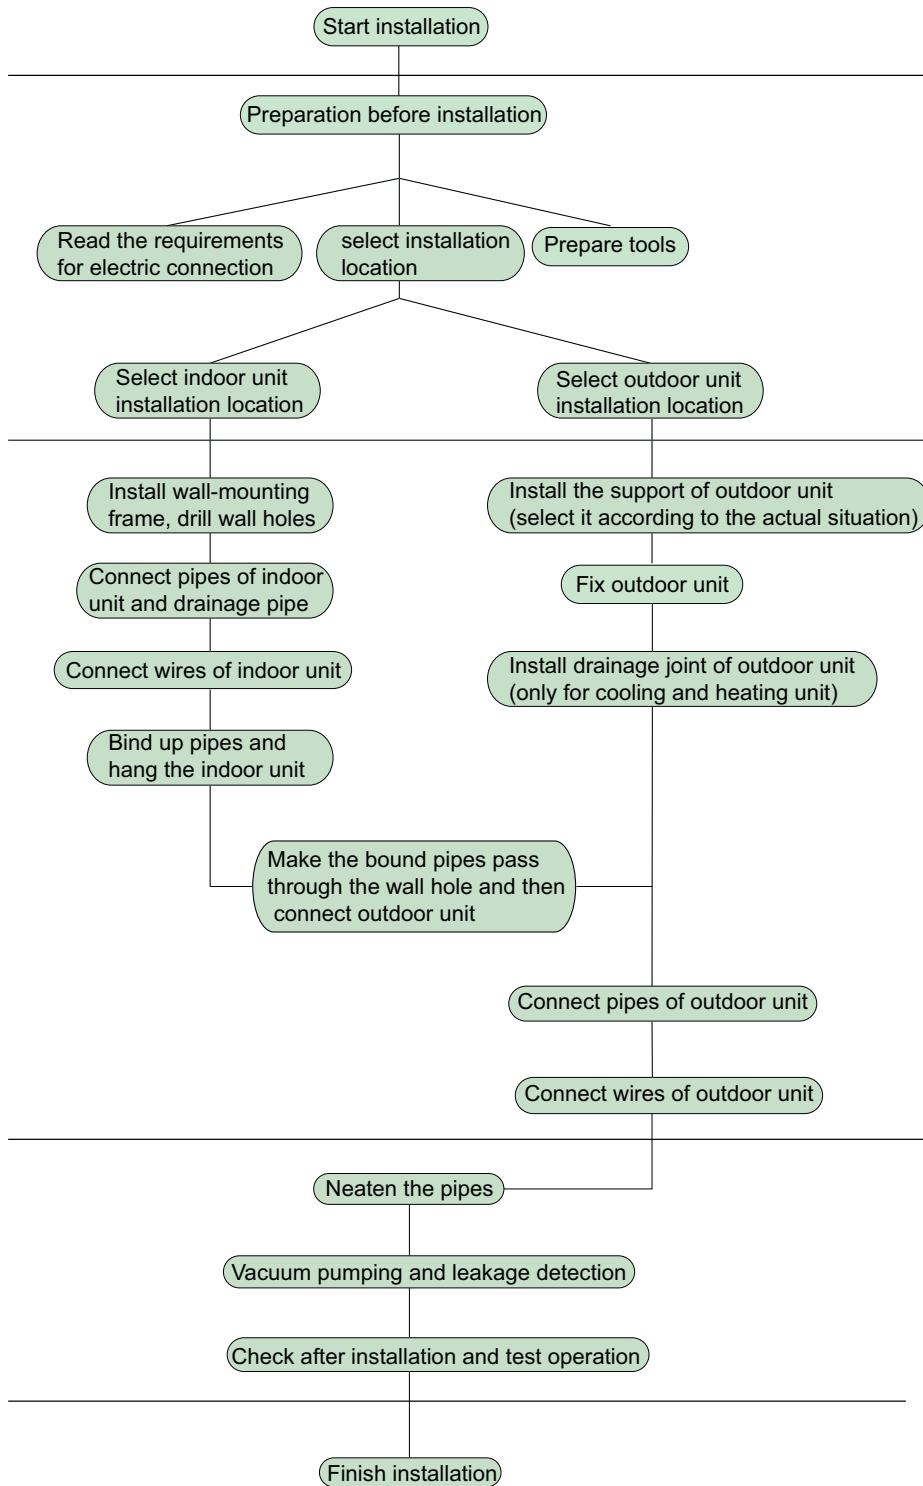 Start installation
Preparation before installation
Read the requirements
for electric connection
select installation
location
Prepare tools
Select indoor unit
installation location
Select outdoor unit
installation location
Install wall-mounting
frame, drill wall holes
Install the support of outdoor unit
(select it according to the actual situation)
Connect pipes of indoor
unit and drainage pipe
Fix outdoor unit
Connect wires of indoor unit
Install drainage joint of outdoor unit
(only for cooling and heating unit)
Bind up pipes and
hang the indoor unit
Make the bound pipes pass
through the wall hole and then
connect outdoor unit
Connect pipes of outdoor unit
Connect wires of outdoor unit
Neaten the pipes
Vacuum pumping and leakage detection
Check after installation and test operation
Finish installation